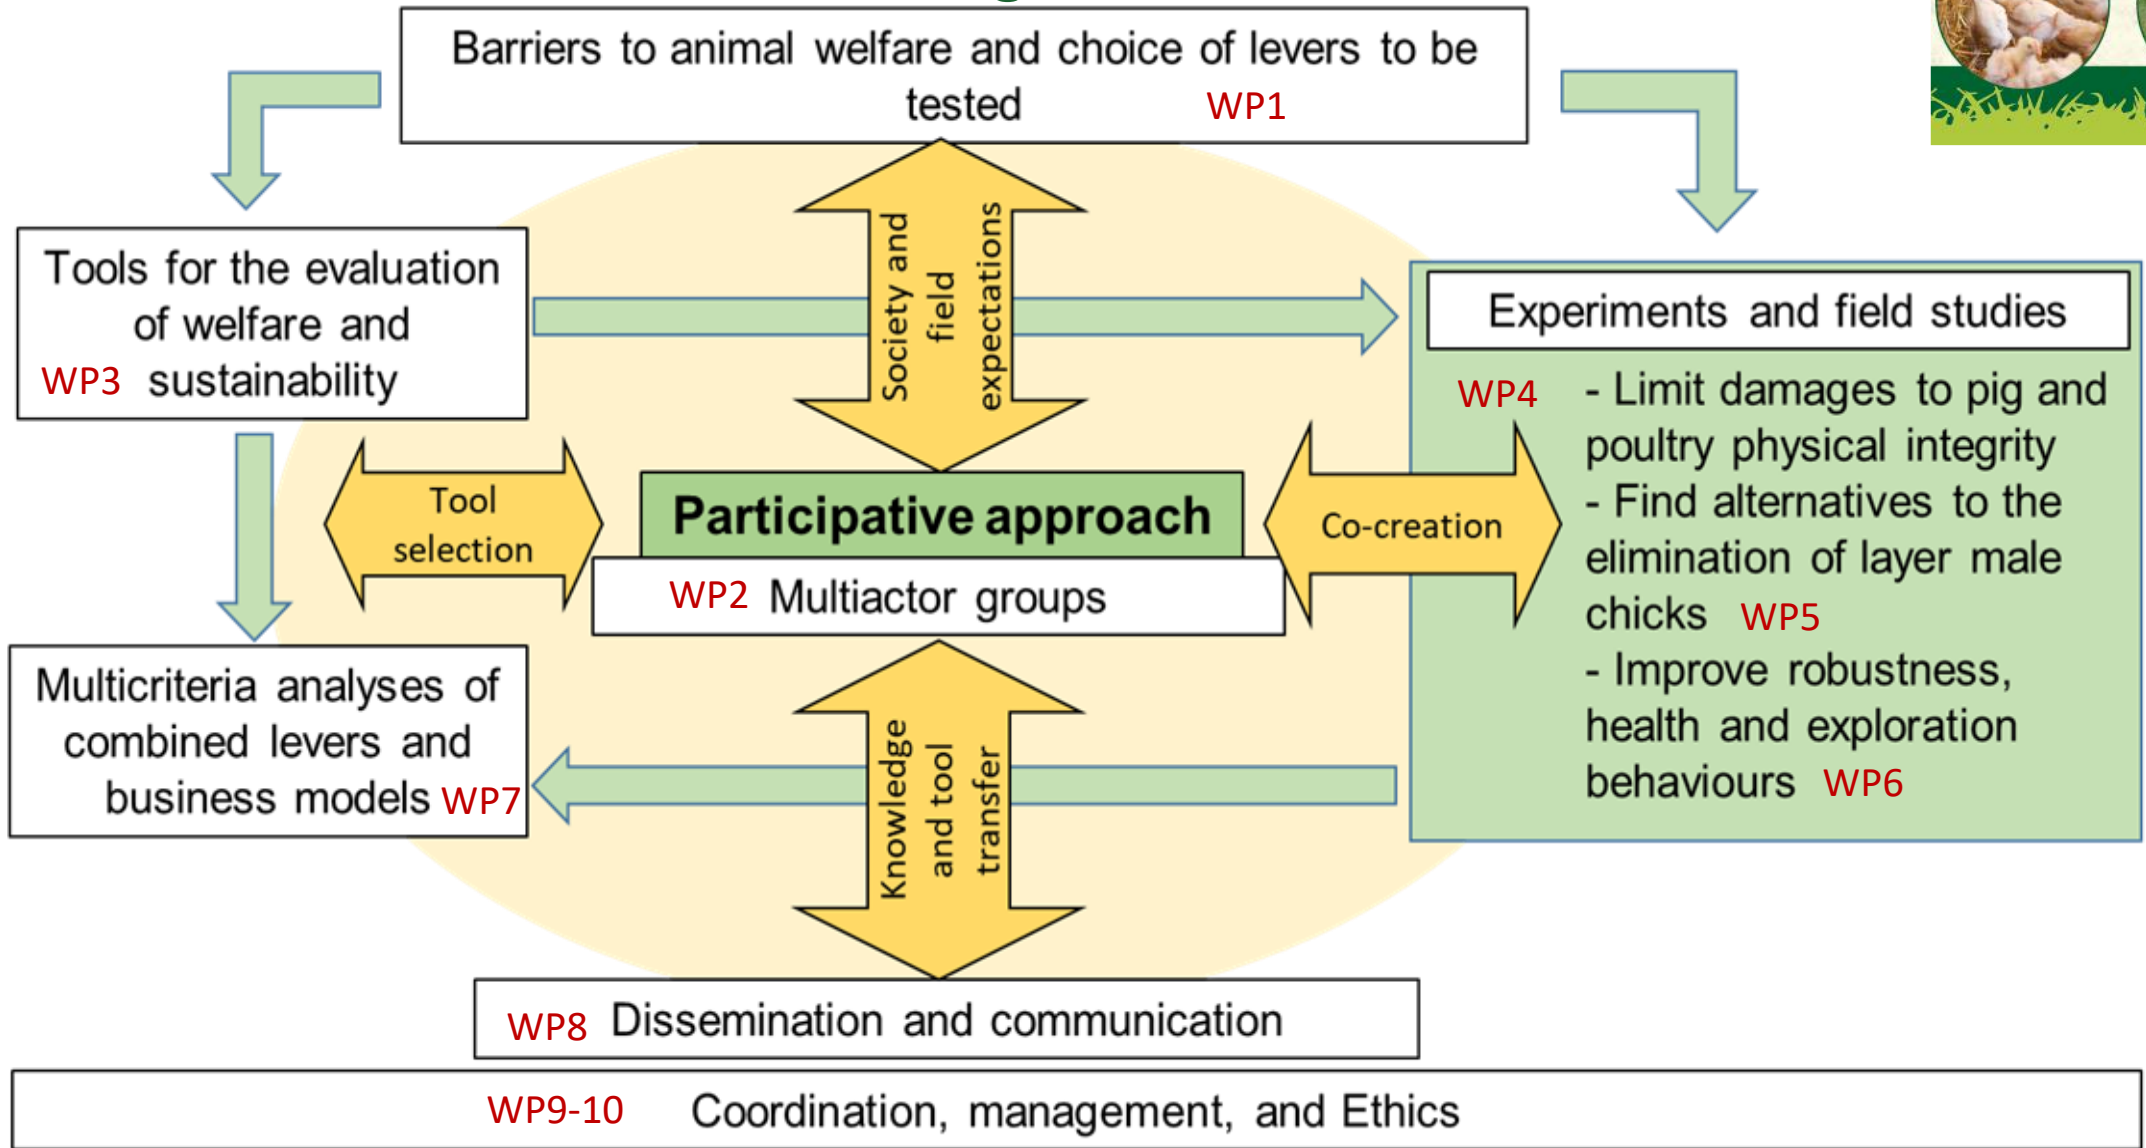 Barriers to animal welfare and choice of levers to be
tested WP1
Society and
field
expectations
Tools for the evaluation
of welfare and
WP3 sustainability
Experiments and field studies
WP4 - Limit damages to pig and
poultry physical integrity
- Find alternatives to the
elimination of layer male
chicks WP5
- Improve robustness,
health and exploration
behaviours WP6
Tool
selection
Participative approach
WP2 Multiactor groups
Co-creation
Multicriteria analyses of
combined levers and
business models WP7
Knowledge
and tool
transfer
WP8 Dissemination and communication
WP9-10 Coordination, management, and Ethics